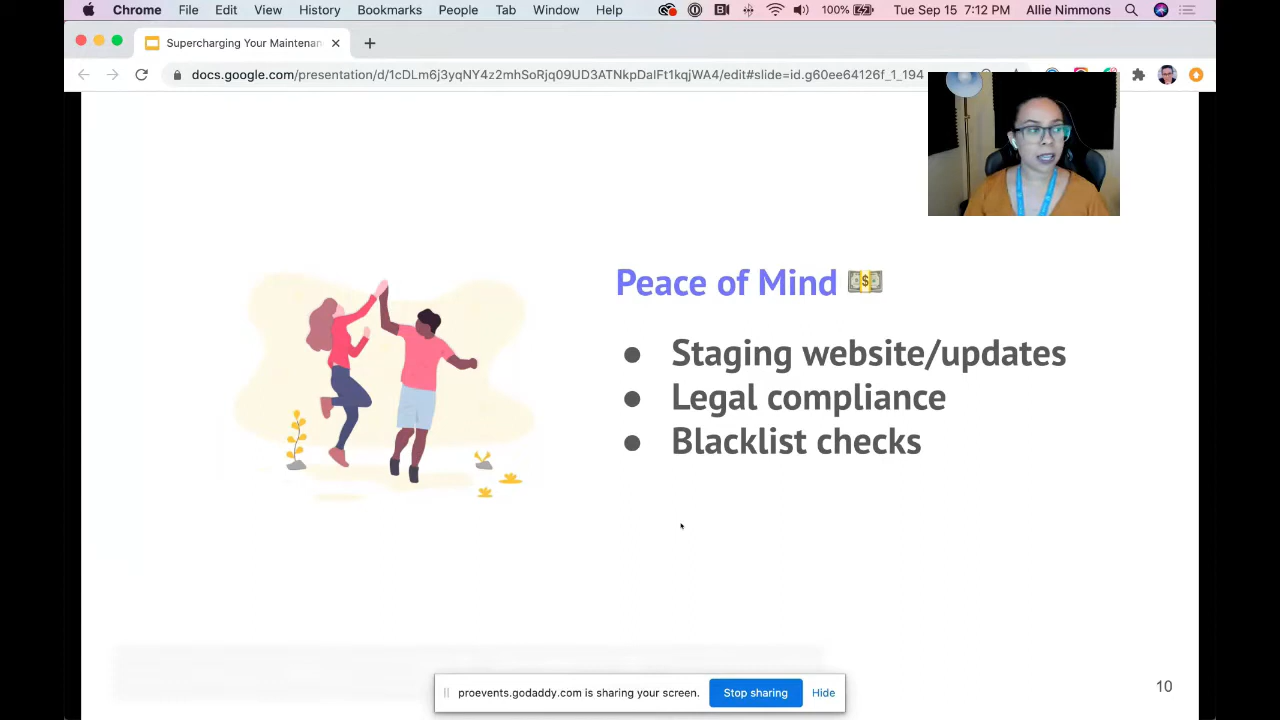 Chrome File Edit View History Bookmarks People Tab Window Help 100% Tue Sep 15 7:12 PM Allie Nimmons
Supercharging Your Maintenan
docs.google.com/presentation/d/1cDLm6j3yqNY4z2mhSoRjq09UD3ATNkpDalFt1kqjWA4/edit#slide=id.g60ee64126f_1_194
Peace of Mind 💵
● Staging website/updates
● Legal compliance
● Blacklist checks
proevents.godaddy.com is sharing your screen. Stop sharing Hide
10